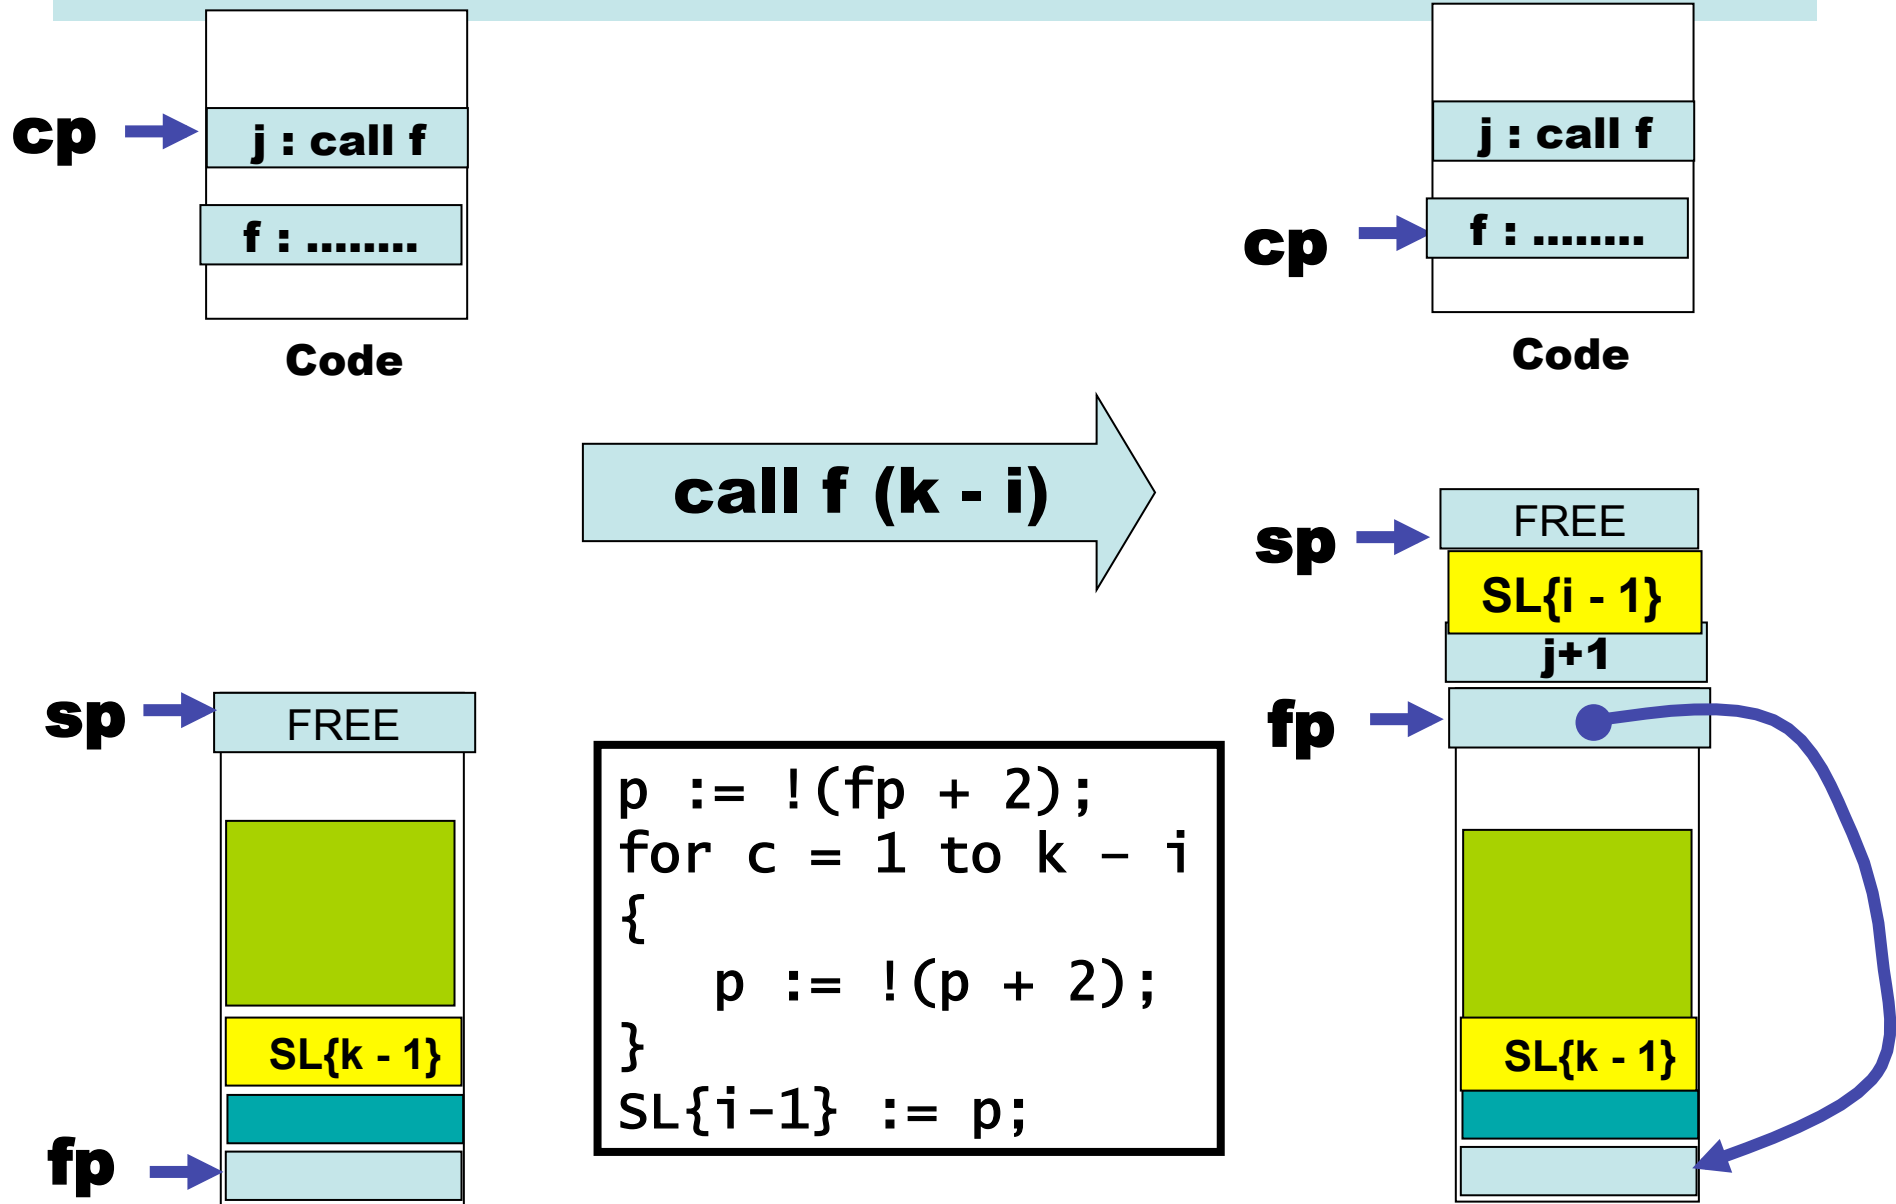 cp
j : call f
f : ........
Code
j : call f
cp
f : ........
Code
call f (k - i)
sp
FREE
SL{i - 1}
j+1
fp
SL{k - 1}
sp
FREE
SL{k - 1}
fp
p := !(fp + 2);
for c = 1 to k – i
{
p := !(p + 2);
}
SL{i-1} := p;